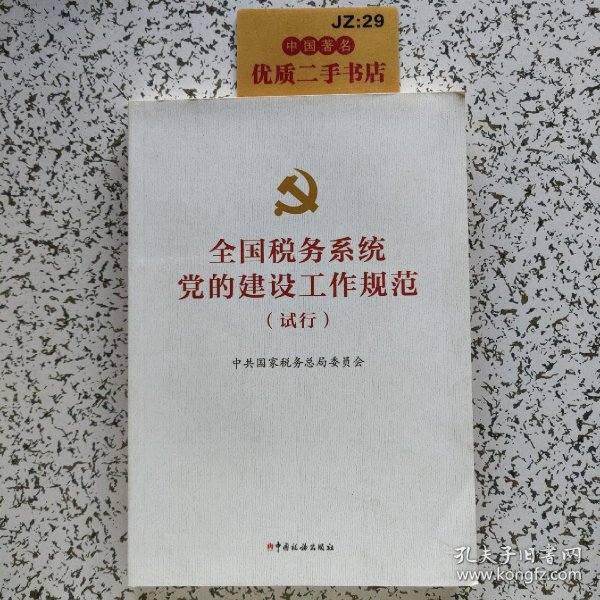 JZ:29
中国著名
优质二手书店
全国税务系统
党的建设工作规范
（试行）
中共国家税务总局委员会
中国税务出版社
孔夫子旧书网
www.kongfz.com